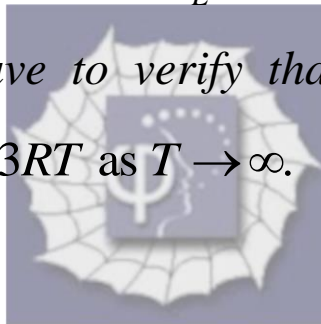 L
ve to verify tha
3RT as T → ∞.